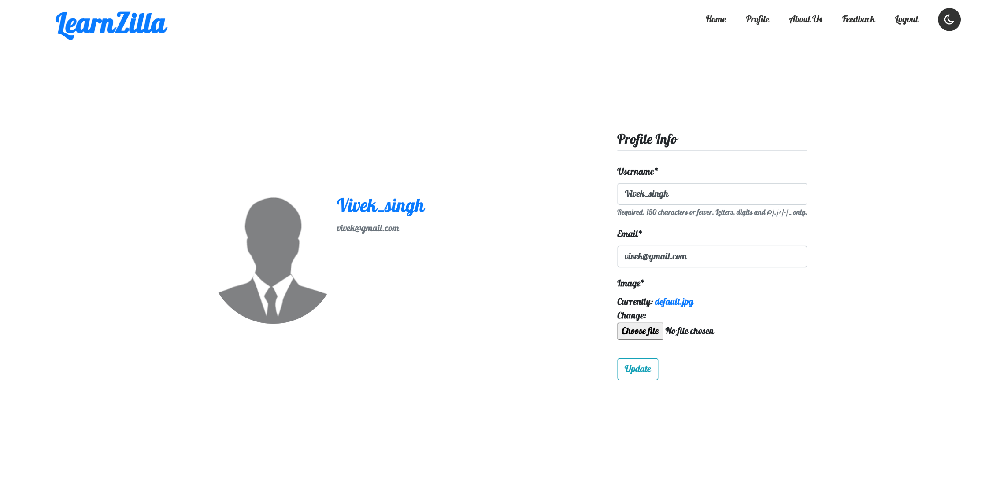 LearnZilla
Home Profile About Us Feedback Logout
Vivek_singh
vivek@gmail.com
Profile Info
Username*
Vivek_singh
Required. 150 characters or fewer. Letters, digits and @/./+/-/_ only.
Email*
vivek@gmail.com
Image*
Currently: default.jpg
Change:
Choose file No file chosen
Update